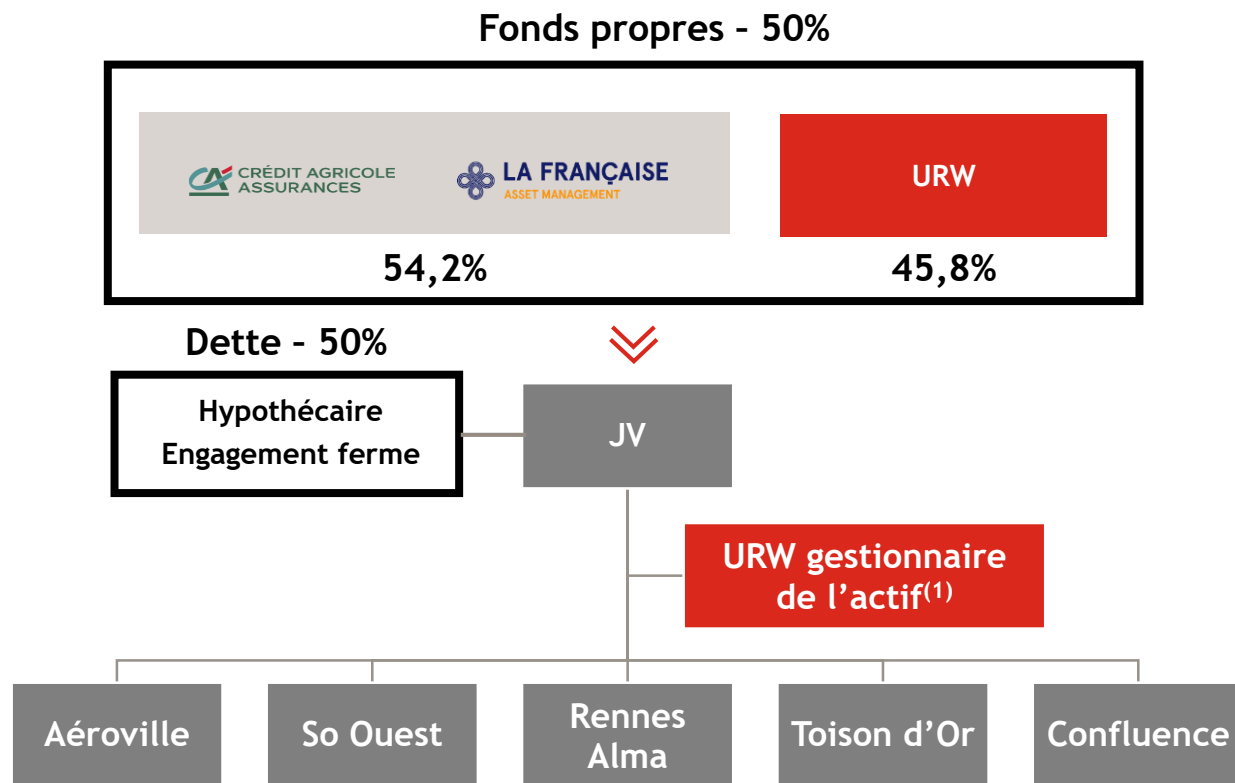 Fonds propres – 50%
CRÉDIT AGRICOLE
ASSURANCES
LA FRANÇAISE
ASSET MANAGEMENT
URW
54,2%
45,8%
Dette – 50%
Hypothécaire
Engagement ferme
JV
URW gestionnaire
de l’actif(1)
Aéroville
So Ouest
Rennes
Alma
Toison d’Or
Confluence